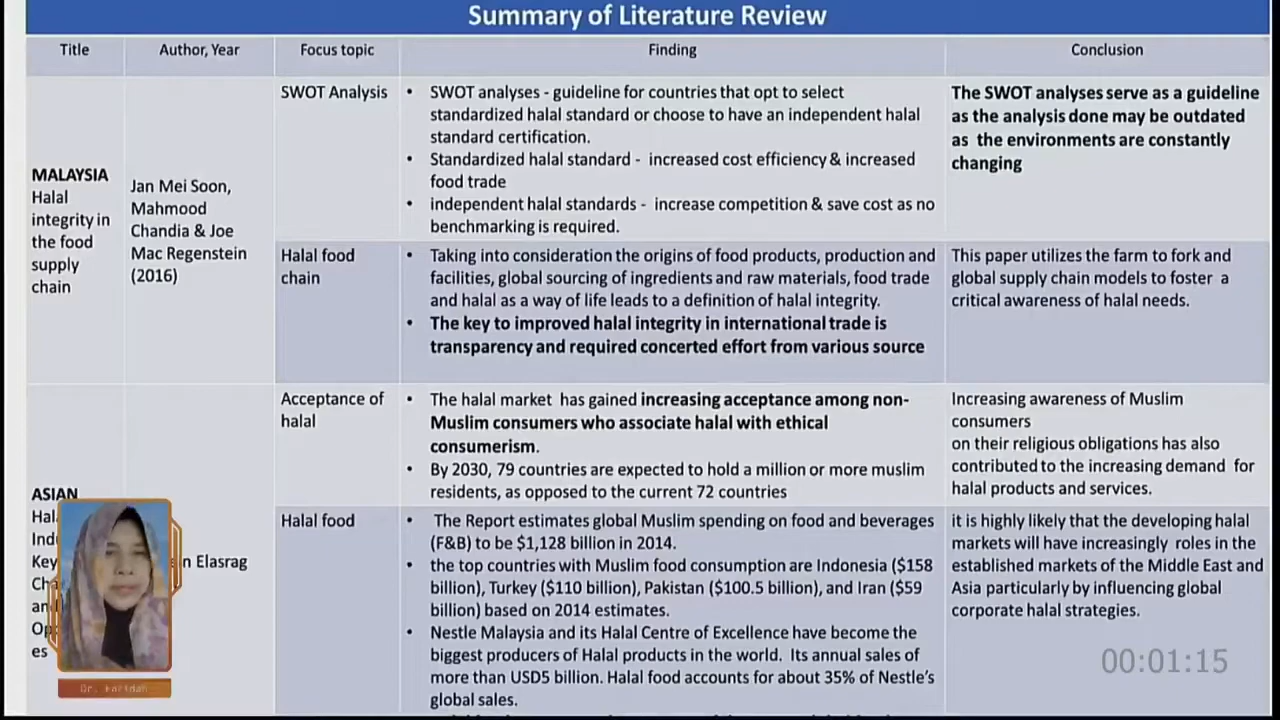 Summary of Literature Review
Title
Author, Year
Focus topic
Finding
Conclusion
MALAYSIA
Halal
integrity in
the food
supply
chain
Jan Mei Soon,
Mahmood
Chandia & Joe
Mac Regenstein
(2016)
SWOT Analysis
• SWOT analyses - guideline for countries that opt to select
standardized halal standard or choose to have an independent halal
standard certification.
• Standardized halal standard - increased cost efficiency & increased
food trade
• independent halal standards - increase competition & save cost as no
benchmarking is required.
The SWOT analyses serve as a guideline
as the analysis done may be outdated
as the environments are constantly
changing
Halal food
chain
• Taking into consideration the origins of food products, production and
facilities, global sourcing of ingredients and raw materials, food trade
and halal as a way of life leads to a definition of halal integrity.
• The key to improved halal integrity in international trade is
transparency and required concerted effort from various source
This paper utilizes the farm to fork and
global supply chain models to foster a
critical awareness of halal needs.
ASIAN
Hal
Ind
Key
Cha
and
Opp
es
n Elasrag
Acceptance of
halal
• The halal market has gained increasing acceptance among non-
Muslim consumers who associate halal with ethical
consumerism.
• By 2030, 79 countries are expected to hold a million or more muslim
residents, as opposed to the current 72 countries
Increasing awareness of Muslim
consumers
on their religious obligations has also
contributed to the increasing demand for
halal products and services.
Halal food
• The Report estimates global Muslim spending on food and beverages
(F&B) to be $1,128 billion in 2014.
• the top countries with Muslim food consumption are Indonesia ($158
billion), Turkey ($110 billion), Pakistan ($100.5 billion), and Iran ($59
billion) based on 2014 estimates.
• Nestle Malaysia and its Halal Centre of Excellence have become the
biggest producers of Halal products in the world. Its annual sales of
more than USD5 billion. Halal food accounts for about 35% of Nestle's
global sales.
it is highly likely that the developing halal
markets will have increasingly roles in the
established markets of the Middle East and
Asia particularly by influencing global
corporate halal strategies.
Dr. Faridah
00:01:15